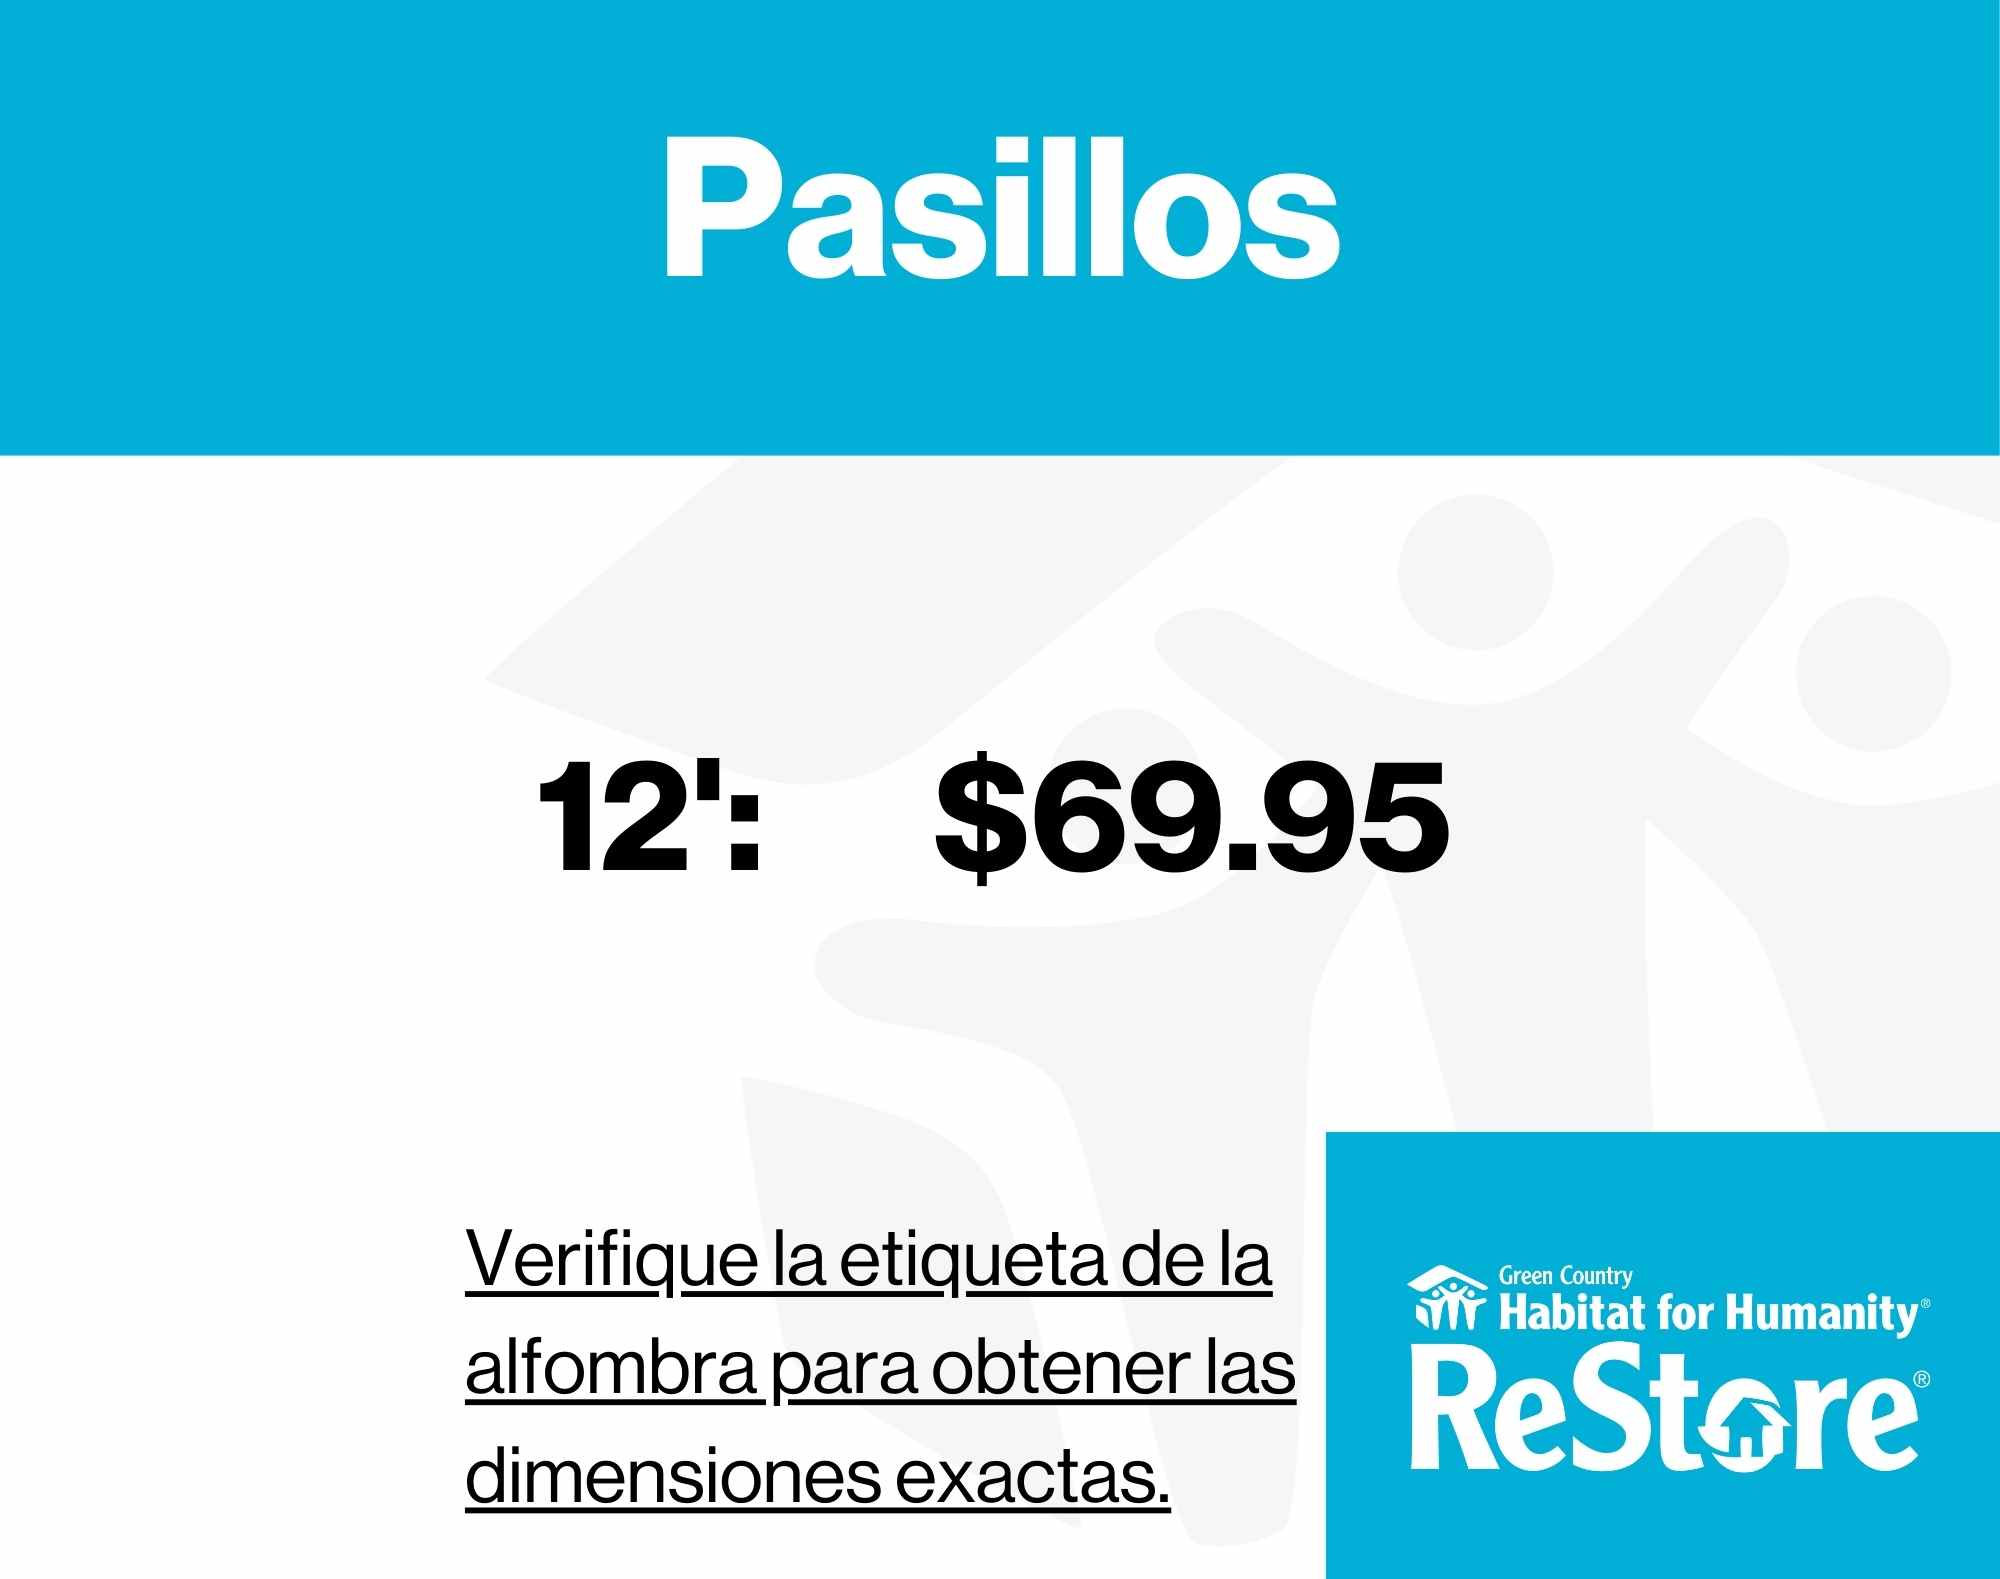 Pasillos
12': $69.95
Verifique la etiqueta de la
alfombra para obtener las
dimensiones exactas.
Green Country
Habitat for Humanity®
ReStore®